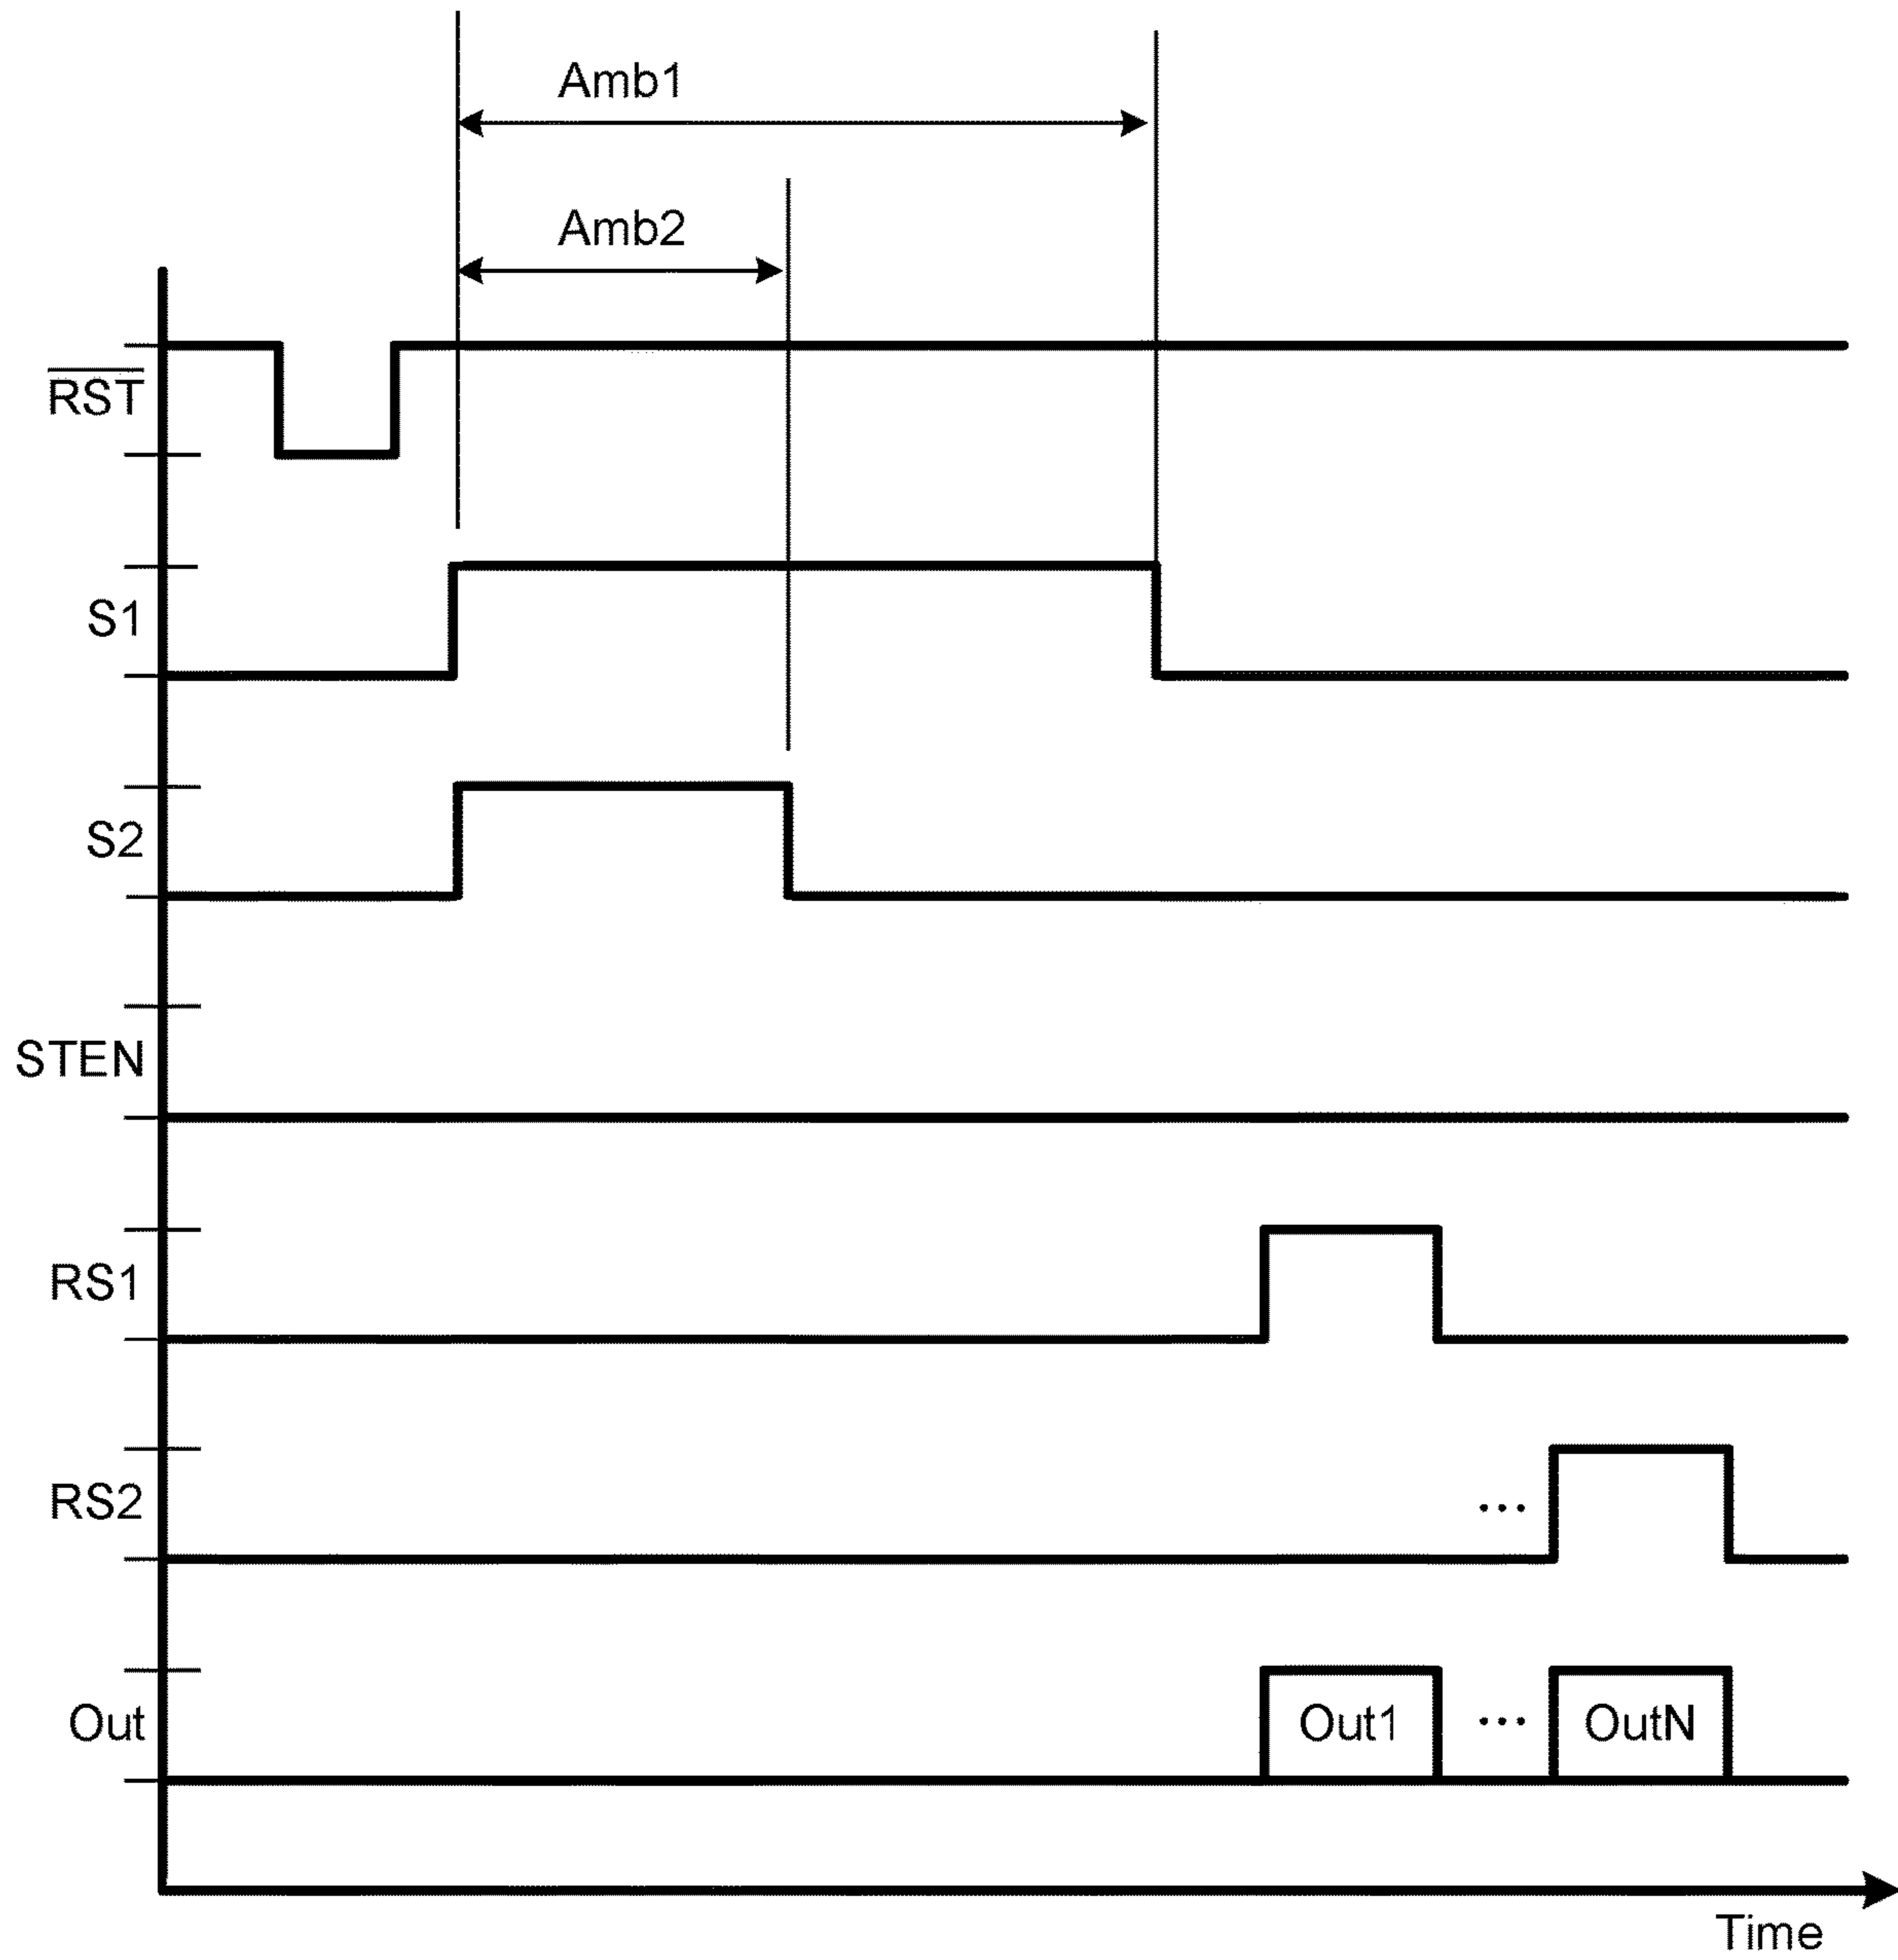 Amb1
Amb2
RST
S1
S2
STEN
RS1
RS2
...
Out
Out1
...
OutN
Time